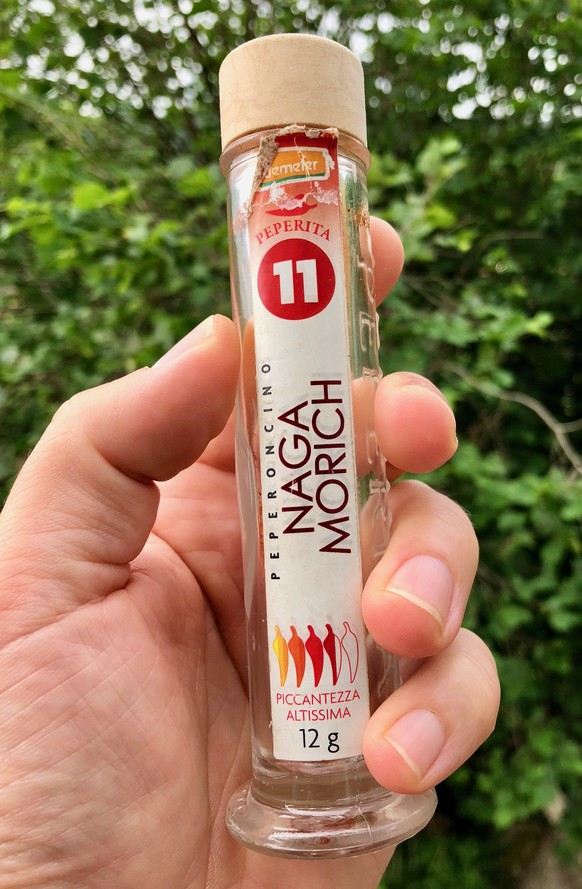 demeter
PEPERITA
11
PEPERONCINO
NAGA
MORICH
PICCANTEZZA
ALTISSIMA
12 g